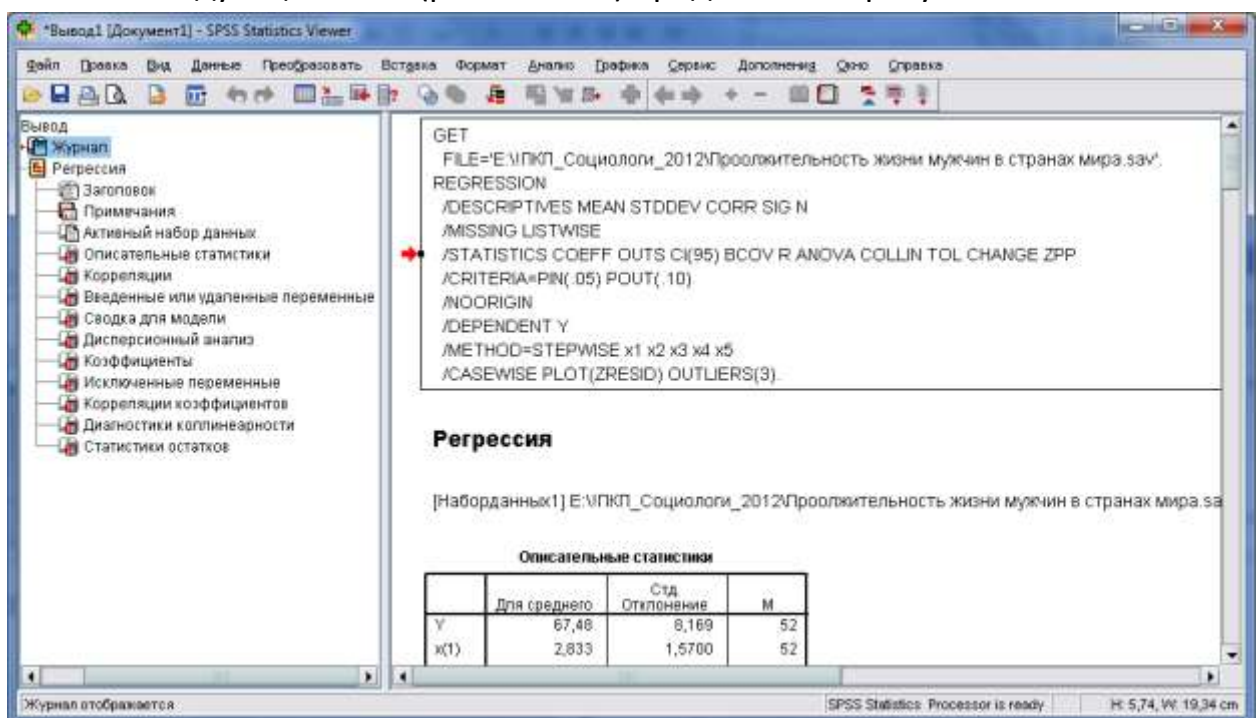 *Вывод1 [Документ1] - SPSS Statistics Viewer
Файл Правка Вид Данные Преобразовать Вставка Формат Анализ Графика Сервис Дополнения Окно Справка
Вывод
Журнал
Регрессия
Заголовок
Примечания
Активный набор данных
Описательные статистики
Корреляции
Введенные или удаленные переменные
Сводка для модели
Дисперсионный анализ
Коэффициенты
Исключенные переменные
Корреляции коэффициентов
Диагностики коллинеарности
Статистики остатков
GET
FILE='E:\ІПКП_Социологи_2012\Проолжительность жизни мужчин в странах мира.sav'.
REGRESSION
/DESCRIPTIVES MEAN STDDEV CORR SIG N
/MISSING LISTWISE
/STATISTICS COEFF OUTS CI(95) BCOV R ANOVA COLLIN TOL CHANGE ZPP
/CRITERIA=PIN(.05) POUT(.10)
/NOORIGIN
/DEPENDENT Y
/METHOD=STEPWISE x1 x2 x3 x4 x5
/CASEWISE PLOT(ZRESID) OUTLIERS(3).
Регрессия
[Наборданных1] E:\ІПКП_Социологи_2012\Проолжительность жизни мужчин в странах мира.sa
Описательные статистики
Для среднего Стд. Отклонение М
Y 67,48 8,169 52
x(1) 2,833 1,5700 52
Журнал отображается
SPSS Statistics Processor is ready
H: 5,74, W: 19,34 cm